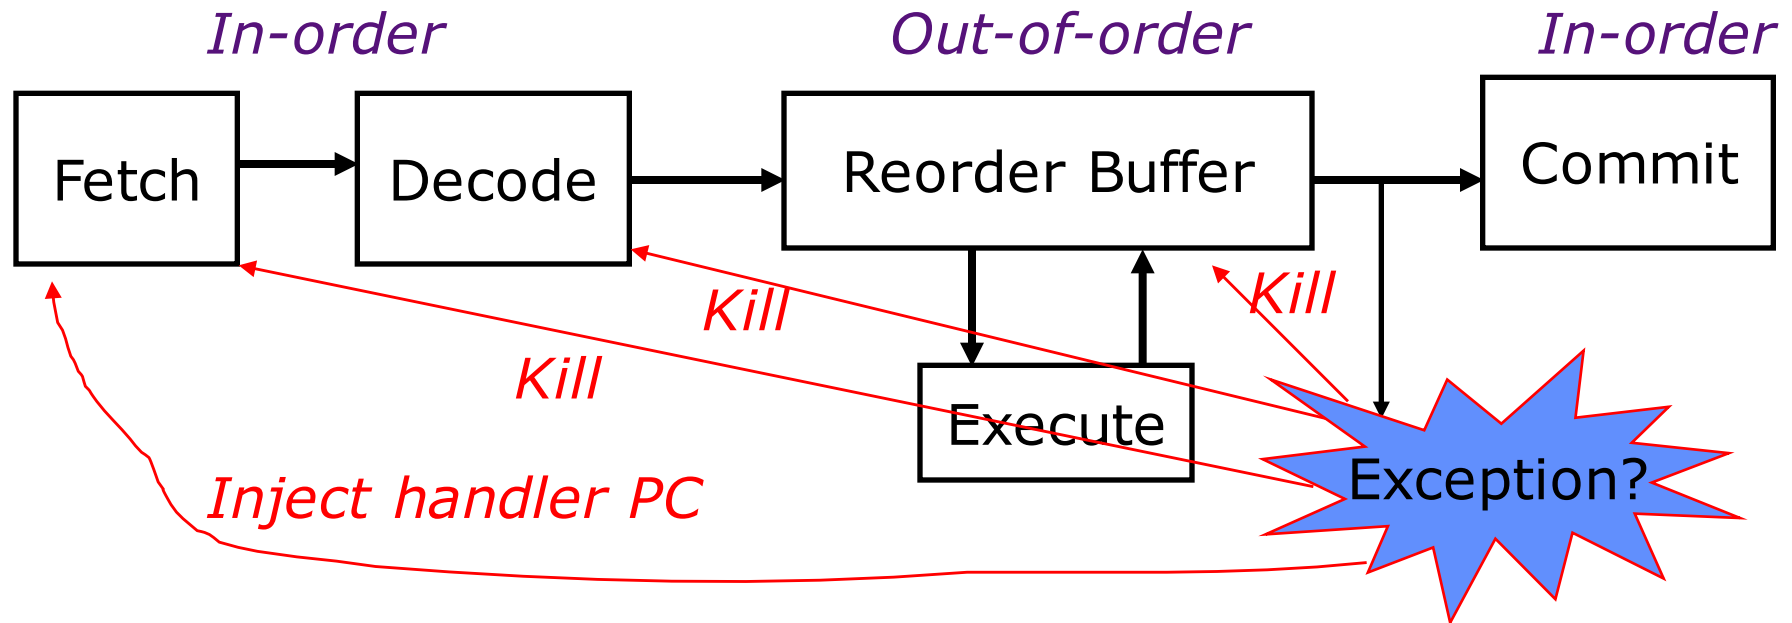 In-order
Out-of-order
In-order
Fetch
Decode
Reorder Buffer
Commit
Kill
Kill
Kill
Execute
Inject handler PC
Exception?